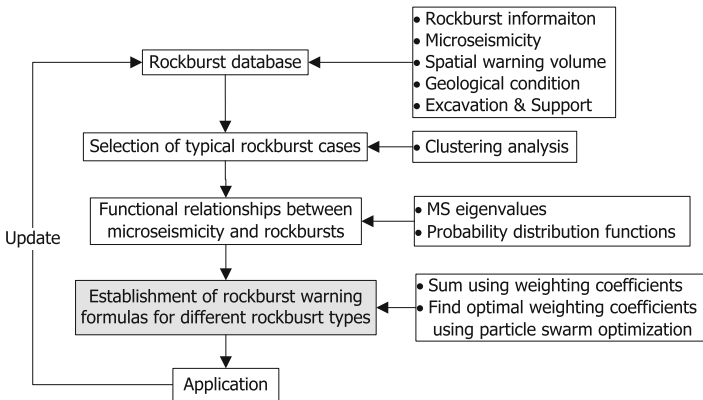 • Rockburst informaiton
• Microseismicity
• Spatial warning volume
• Geological condition
• Excavation & Support
Rockburst database
Selection of typical rockburst cases
• Clustering analysis
Functional relationships between
microseismicity and rockbursts
• MS eigenvalues
• Probability distribution functions
Update
Establishment of rockburst warning
formulas for different rockbusrt types
• Sum using weighting coefficients
• Find optimal weighting coefficients
using particle swarm optimization
Application